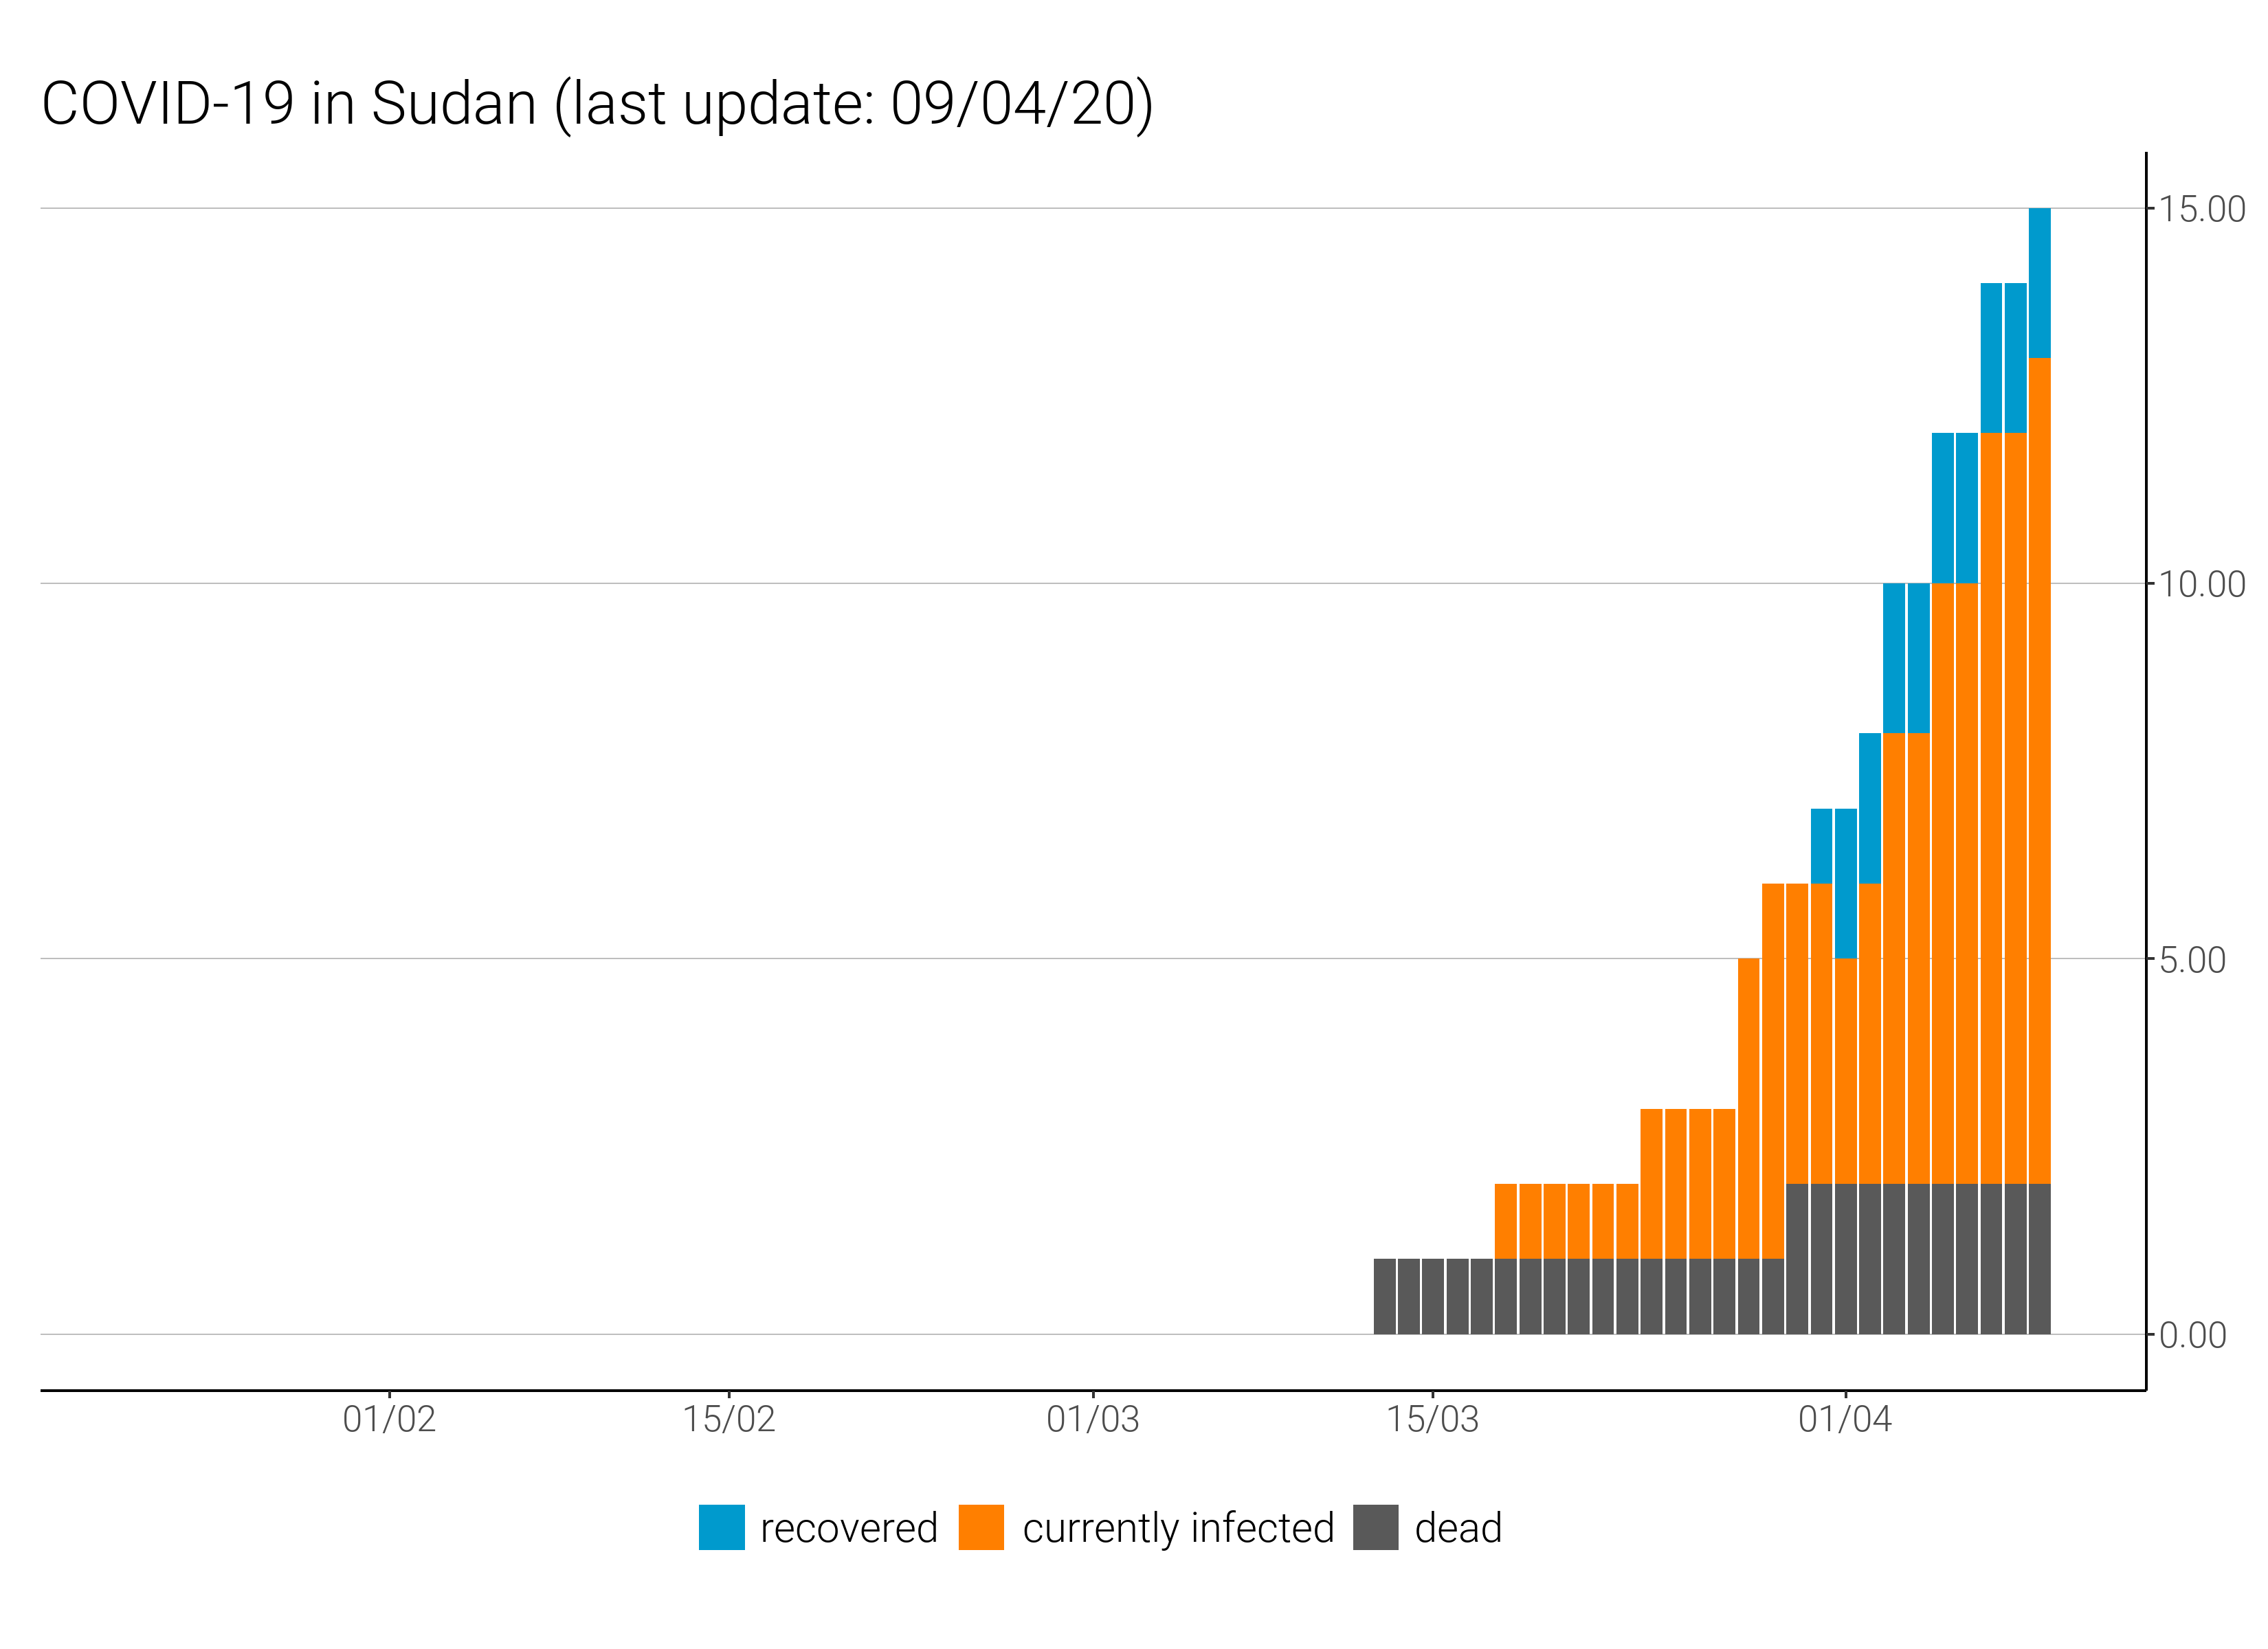 COVID-19 in Sudan (last update: 09/04/20)
15.00
10.00
5.00
0.00
01/02 15/02 01/03 15/03 01/04
recovered currently infected dead